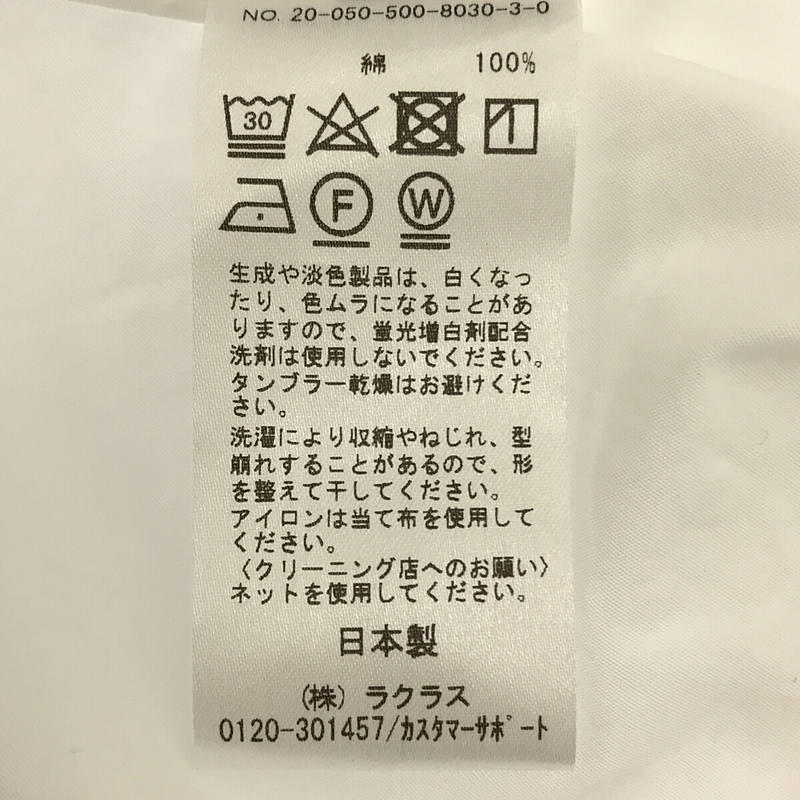 NO. 20-050-500-8030-3-0
綿 100%
30
F W
生成や淡色製品は、白くなっ
たり、色ムラになることがあ
りますので、蛍光増白剤配合
洗剤は使用しないでください。
タンブラー乾燥はお避けくだ
さい。
洗濯により収縮やねじれ、型
崩れすることがあるので、形
を整えて干してください。
アイロンは当て布を使用して
ください。
〈クリーニング店へのお願い〉
ネットを使用してください。
日本製
(株) ラクラス
0120-301457/カスタマーサポート